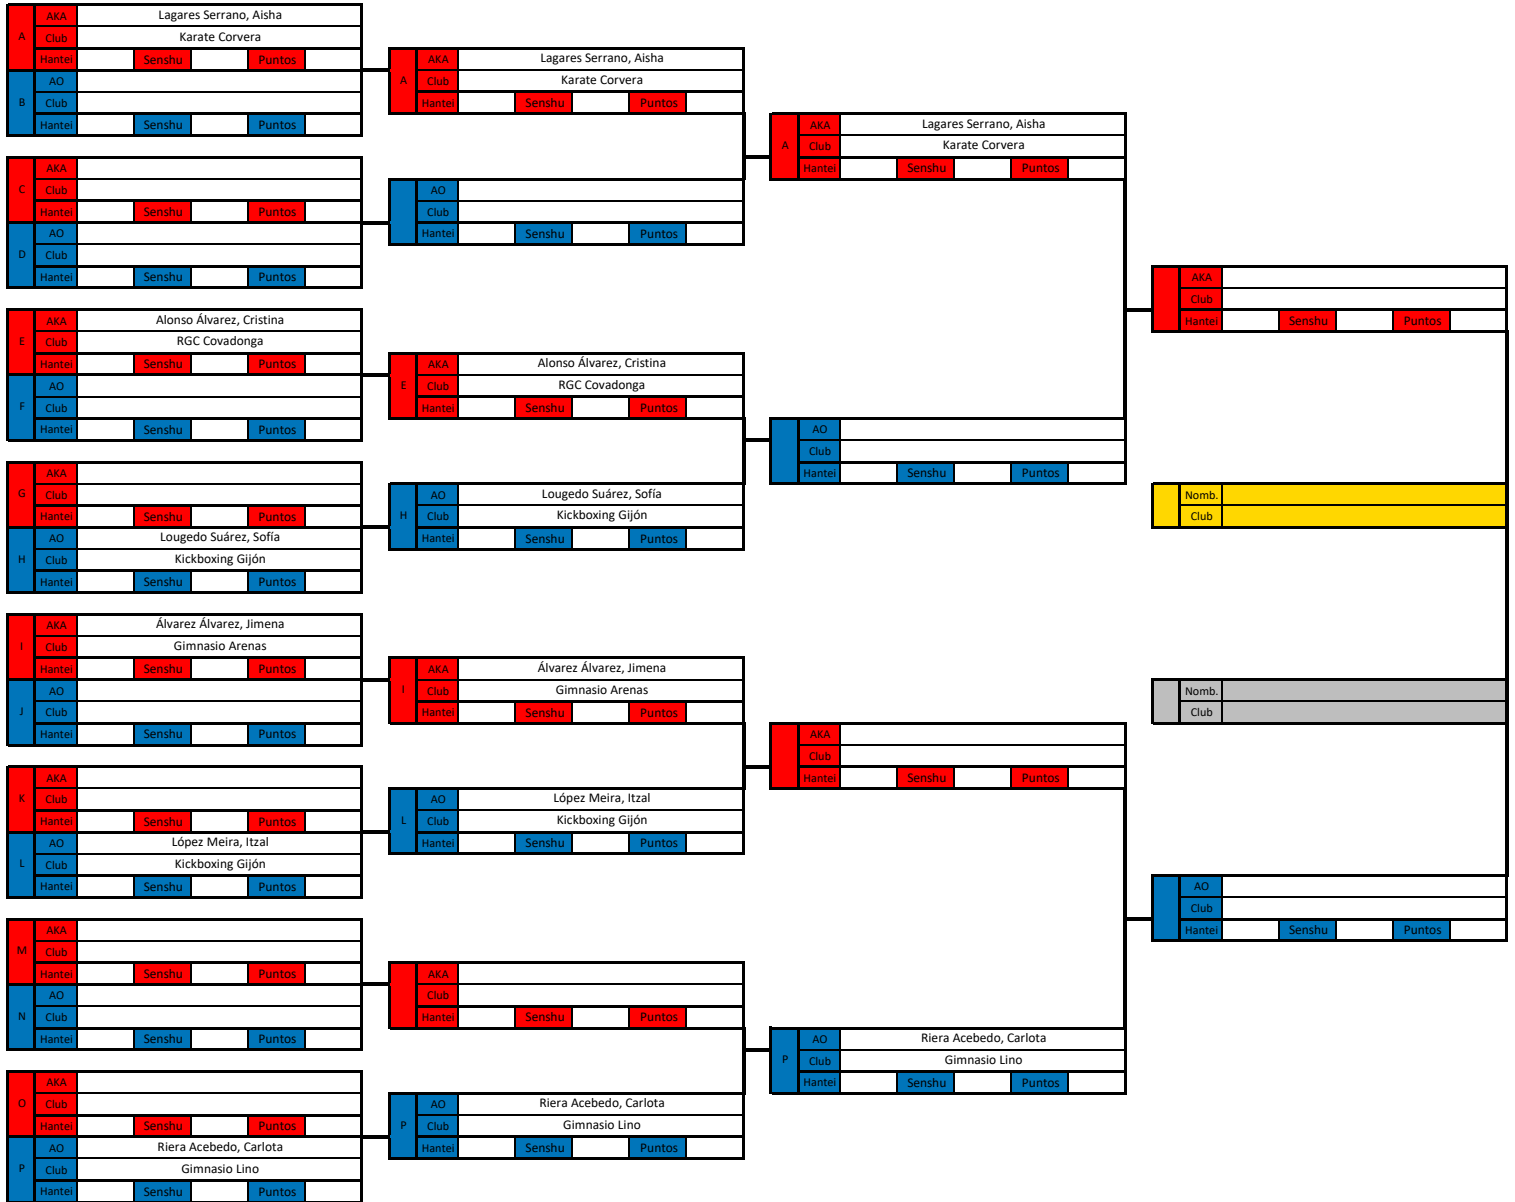 A
AKA Lagares Serrano, Aisha
Club Karate Corvera
Hantei Senshu Puntos
B
AO
Club
Hantei Senshu Puntos
C
AKA
Club
Hantei Senshu Puntos
D
AO
Club
Hantei Senshu Puntos
E
AKA Alonso Álvarez, Cristina
Club RGC Covadonga
Hantei Senshu Puntos
F
AO
Club
Hantei Senshu Puntos
G
AKA
Club
Hantei Senshu Puntos
H
AO Lougedo Suárez, Sofía
Club Kickboxing Gijón
Hantei Senshu Puntos
I
AKA Álvarez Álvarez, Jimena
Club Gimnasio Arenas
Hantei Senshu Puntos
J
AO
Club
Hantei Senshu Puntos
K
AKA
Club
Hantei Senshu Puntos
L
AO López Meira, Itzal
Club Kickboxing Gijón
Hantei Senshu Puntos
M
AKA
Club
Hantei Senshu Puntos
N
AO
Club
Hantei Senshu Puntos
O
AKA
Club
Hantei Senshu Puntos
P
AO Riera Acebedo, Carlota
Club Gimnasio Lino
Hantei Senshu Puntos
A
AKA Lagares Serrano, Aisha
Club Karate Corvera
Hantei Senshu Puntos
AO
Club
Hantei Senshu Puntos
E
AKA Alonso Álvarez, Cristina
Club RGC Covadonga
Hantei Senshu Puntos
H
AO Lougedo Suárez, Sofía
Club Kickboxing Gijón
Hantei Senshu Puntos
I
AKA Álvarez Álvarez, Jimena
Club Gimnasio Arenas
Hantei Senshu Puntos
L
AO López Meira, Itzal
Club Kickboxing Gijón
Hantei Senshu Puntos
AKA
Club
Hantei Senshu Puntos
P
AO Riera Acebedo, Carlota
Club Gimnasio Lino
Hantei Senshu Puntos
A
AKA Lagares Serrano, Aisha
Club Karate Corvera
Hantei Senshu Puntos
AO
Club
Hantei Senshu Puntos
AKA
Club
Hantei Senshu Puntos
P
AO Riera Acebedo, Carlota
Club Gimnasio Lino
Hantei Senshu Puntos
AKA
Club
Hantei Senshu Puntos
Nomb.
Club
Nomb.
Club
AO
Club
Hantei Senshu Puntos